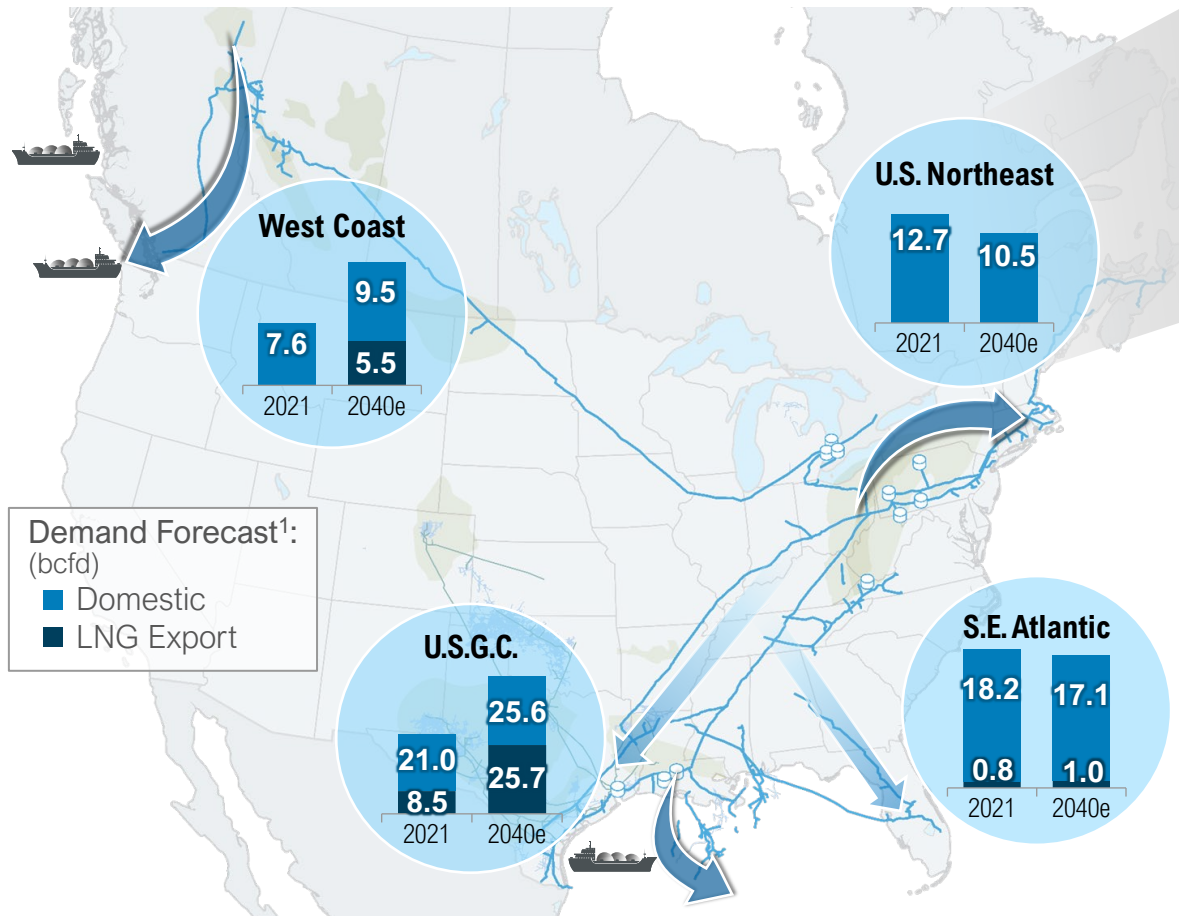 U.S. Northeast
12.7
10.5
2021
2040e
West Coast
9.5
7.6
5.5
2021
2040e
Demand Forecast¹:
(bcfd)
Domestic
LNG Export
U.S.G.C.
25.6
21.0
25.7
8.5
2021
2040e
S.E. Atlantic
18.2
17.1
0.8
1.0
2021
2040e